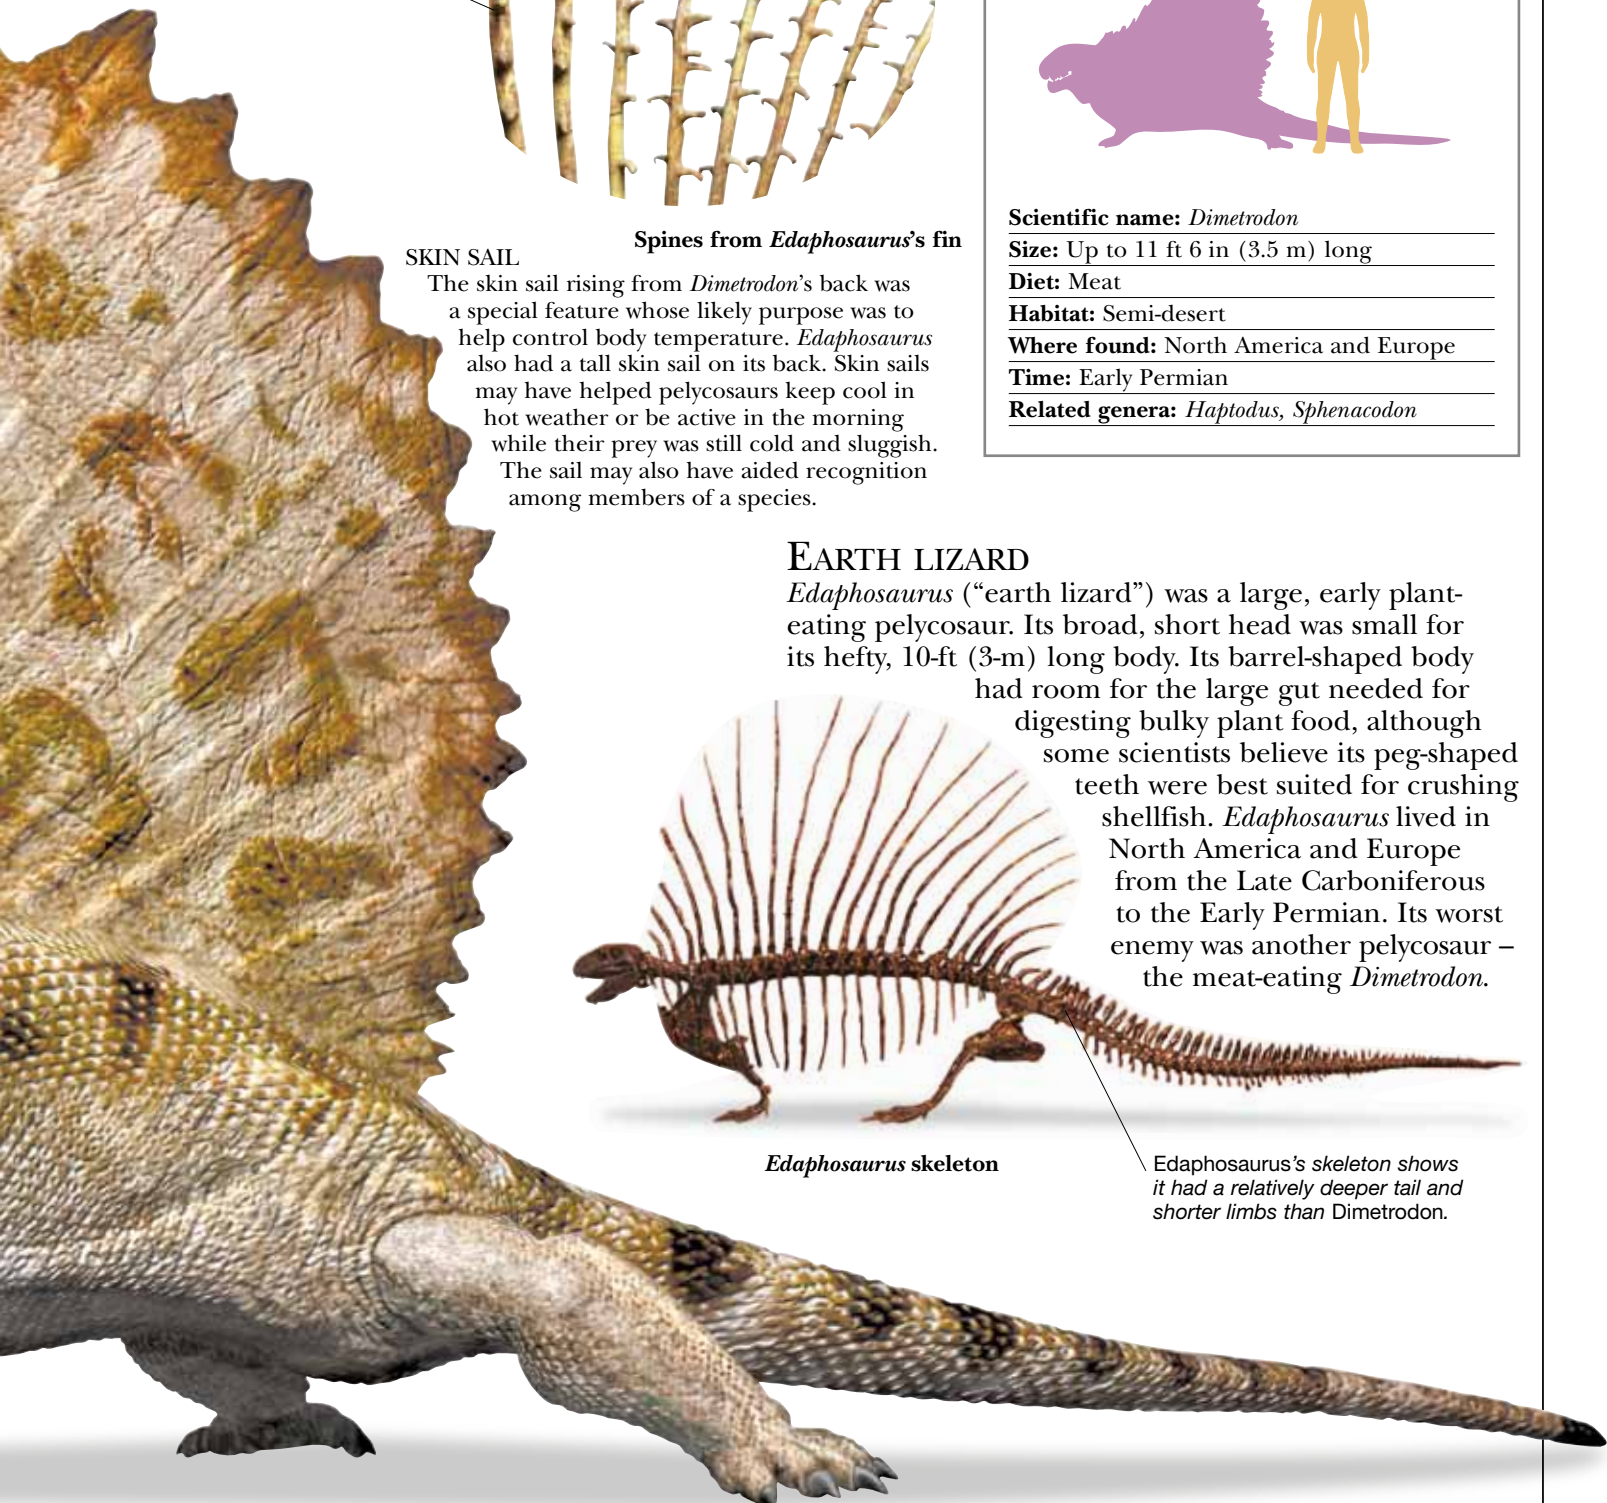 Spines from Edaphosaurus's fin
SKIN SAIL
The skin sail rising from Dimetrodon's back was
a special feature whose likely purpose was to
help control body temperature. Edaphosaurus
also had a tall skin sail on its back. Skin sails
may have helped pelycosaurs keep cool in
hot weather or be active in the morning
while their prey was still cold and sluggish.
The sail may also have aided recognition
among members of a species.
Scientific name: Dimetrodon
Size: Up to 11 ft 6 in (3.5 m) long
Diet: Meat
Habitat: Semi-desert
Where found: North America and Europe
Time: Early Permian
Related genera: Haptodus, Sphenacodon
EARTH LIZARD
Edaphosaurus (“earth lizard”) was a large, early plant-
eating pelycosaur. Its broad, short head was small for
its hefty, 10-ft (3-m) long body. Its barrel-shaped body
had room for the large gut needed for
digesting bulky plant food, although
some scientists believe its peg-shaped
teeth were best suited for crushing
shellfish. Edaphosaurus lived in
North America and Europe
from the Late Carboniferous
to the Early Permian. Its worst
enemy was another pelycosaur –
the meat-eating Dimetrodon.
Edaphosaurus skeleton
Edaphosaurus's skeleton shows
it had a relatively deeper tail and
shorter limbs than Dimetrodon.